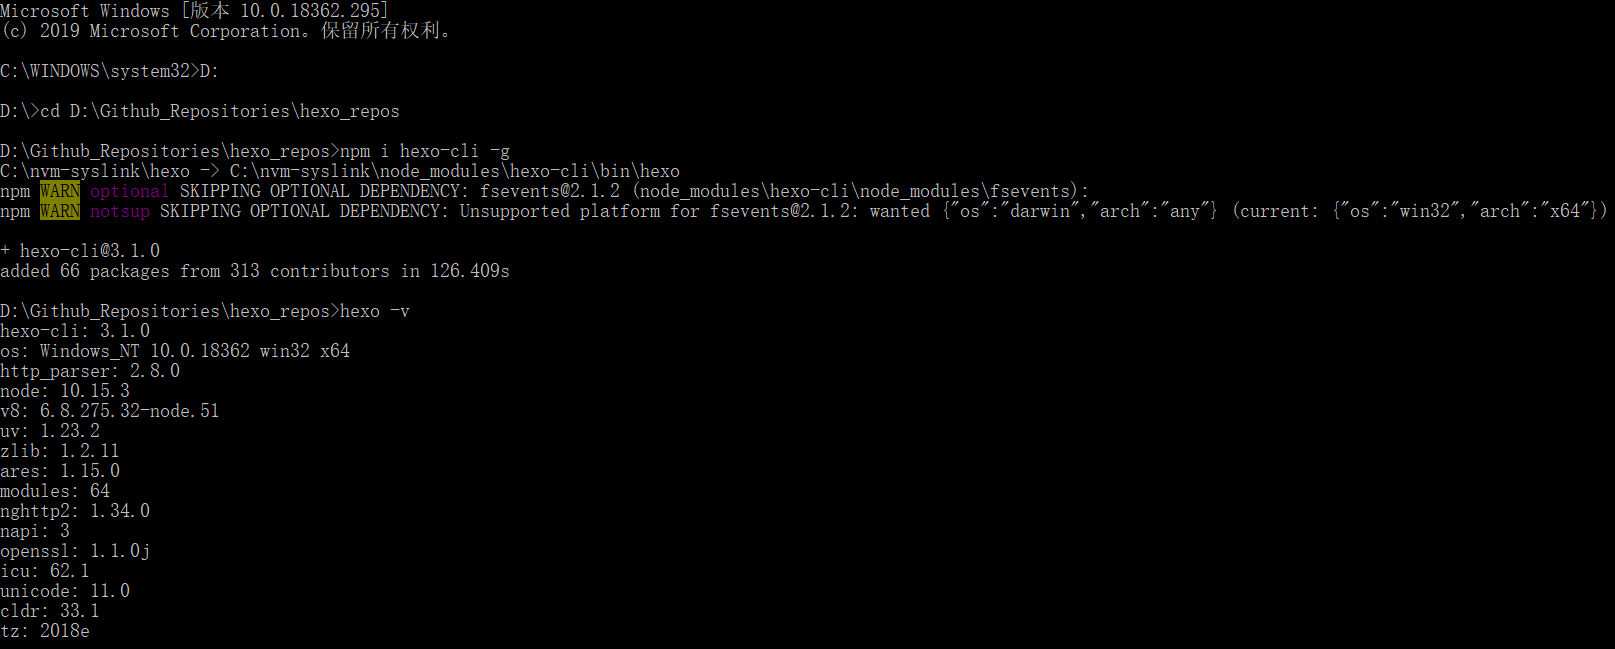 Microsoft Windows [版本 10.0.18362.295]
(c) 2019 Microsoft Corporation。保留所有权利。
C:\WINDOWS\system32>D:
D:\>cd D:\Github_Repositories\hexo_repos
D:\Github_Repositories\hexo_repos>npm i hexo-cli -g
C:\nvm-syslink\hexo -> C:\nvm-syslink\node_modules\hexo-cli\bin\hexo
npm WARN optional SKIPPING OPTIONAL DEPENDENCY: fsevents@2.1.2 (node_modules\hexo-cli\node_modules\fsevents):
npm WARN notsup SKIPPING OPTIONAL DEPENDENCY: Unsupported platform for fsevents@2.1.2: wanted {"os":"darwin","arch":"any"} (current: {"os":"win32","arch":"x64"})
+ hexo-cli@3.1.0
added 66 packages from 313 contributors in 126.409s
D:\Github_Repositories\hexo_repos>hexo -v
hexo-cli: 3.1.0
os: Windows_NT 10.0.18362 win32 x64
http_parser: 2.8.0
node: 10.15.3
v8: 6.8.275.32-node.51
uv: 1.23.2
zlib: 1.2.11
ares: 1.15.0
modules: 64
nghttp2: 1.34.0
napi: 3
openssl: 1.1.0j
icu: 62.1
unicode: 11.0
cldr: 33.1
tz: 2018e